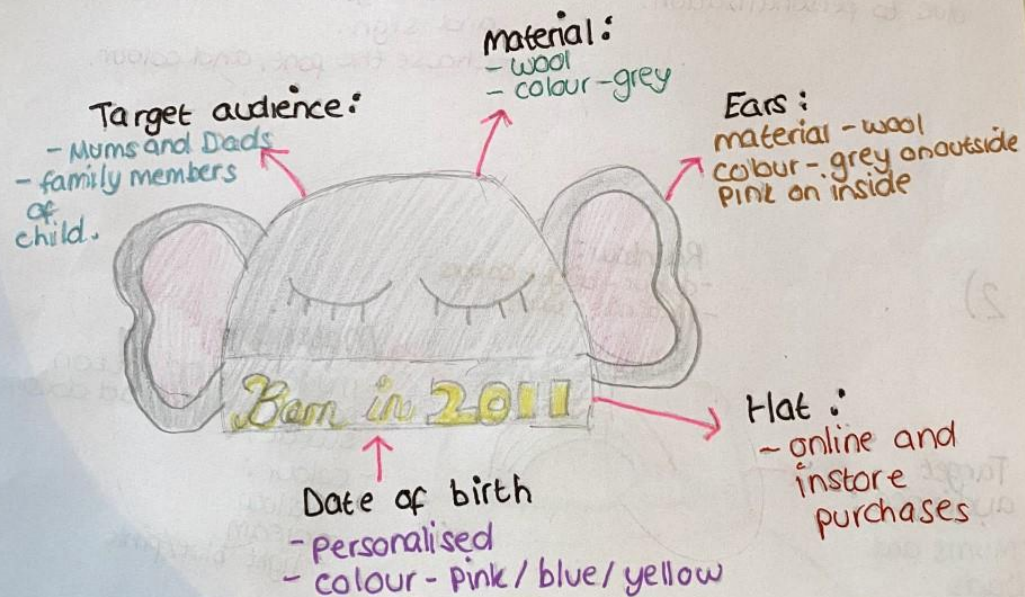 Material:
- wool
- colour - grey
Target audience:
- Mums and Dads
- family members
of
child.
Ears:
material - wool
colour - grey on outside
Pink on inside
Born in 2011
Hat:
- online and
instore
purchases
Date of birth
- personalised
- colour - Pink / blue / yellow
2)